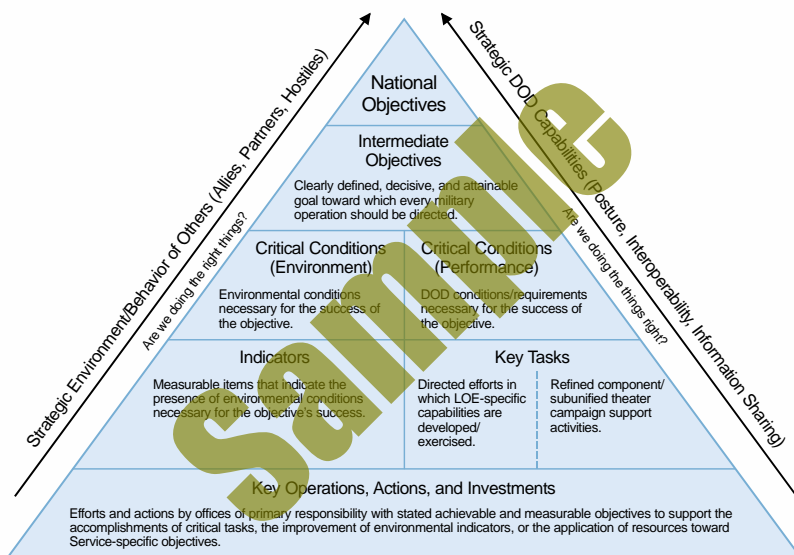 National
Objectives
Intermediate
Objectives
Clearly defined, decisive, and attainable
goal toward which every military
operation should be directed.
Critical Conditions
(Environment)
Environmental conditions
necessary for the success of
the objective.
Critical Conditions
(Performance)
DOD conditions/requirements
necessary for the success of
the objective.
Indicators
Measurable items that indicate the
presence of environmental conditions
necessary for the objective's success.
Key Tasks
Directed efforts in
which LOE-specific
capabilities are
developed/
exercised.
Refined component/
subunified theater
campaign support
activities.
Key Operations, Actions, and Investments
Efforts and actions by offices of primary responsibility with stated achievable and measurable objectives to support the
accomplishments of critical tasks, the improvement of environmental indicators, or the application of resources toward
Service-specific objectives.
Strategic Environment/Behavior of Others (Allies, Partners, Hostiles)
Are we doing the right things?
Strategic DOD Capabilities (Posture, Interoperability, Information Sharing)
Are we doing the things right?
Sample